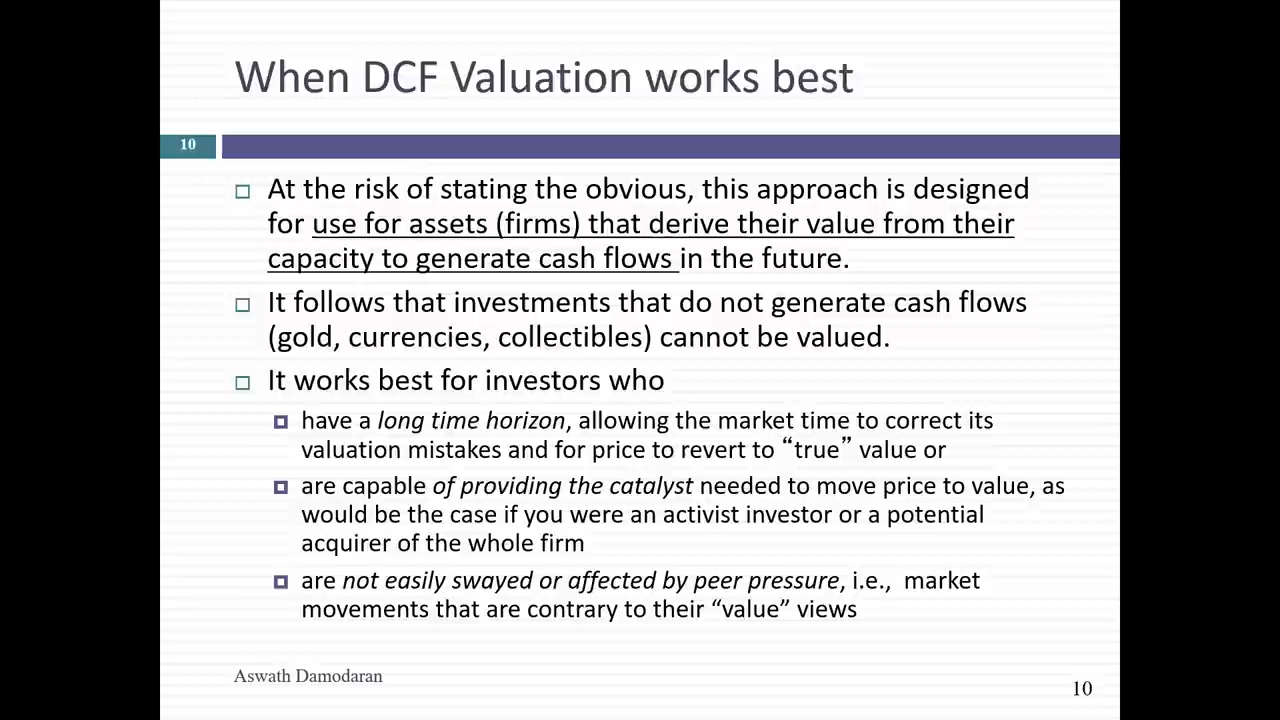 When DCF Valuation works best
10
At the risk of stating the obvious, this approach is designed
for use for assets (firms) that derive their value from their
capacity to generate cash flows in the future.
It follows that investments that do not generate cash flows
(gold, currencies, collectibles) cannot be valued.
It works best for investors who
have a long time horizon, allowing the market time to correct its
valuation mistakes and for price to revert to “true” value or
are capable of providing the catalyst needed to move price to value, as
would be the case if you were an activist investor or a potential
acquirer of the whole firm
are not easily swayed or affected by peer pressure, i.e., market
movements that are contrary to their “value” views
Aswath Damodaran
10